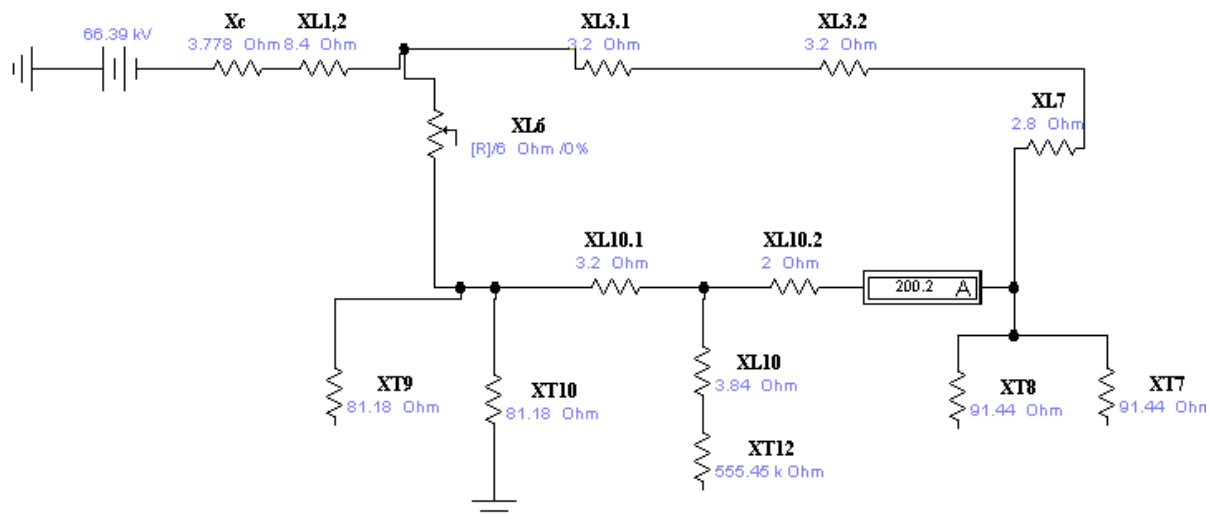 Xc
XL1,2
XL3.1
XL3.2
66.39 kV
3.778 Ohm
8.4 Ohm
3.2 Ohm
3.2 Ohm
XL7
2.8 Ohm
XL6
[R]/6 Ohm /0%
XL10.1
3.2 Ohm
XL10.2
2 Ohm
200.2 A
XL10
3.84 Ohm
XT9
81.18 Ohm
XT10
81.18 Ohm
XT8
91.44 Ohm
XT7
91.44 Ohm
XT12
555.45 k Ohm